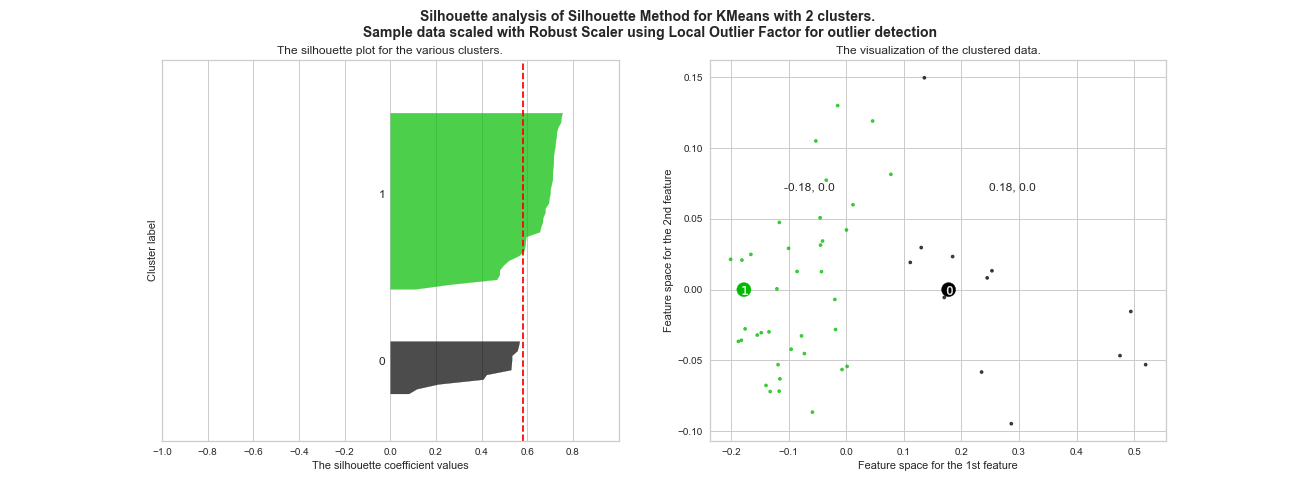 Silhouette analysis of Silhouette Method for KMeans with 2 clusters.
Sample data scaled with Robust Scaler using Local Outlier Factor for outlier detection
The silhouette plot for the various clusters.
Cluster label
1
0
−1.0 −0.8 −0.6 −0.4 −0.2 0.0 0.2 0.4 0.6 0.8
The silhouette coefficient values
The visualization of the clustered data.
Feature space for the 2nd feature
0.15
0.10
0.05
0.00
−0.05
−0.10
-0.18, 0.0 0.18, 0.0
1 0
−0.2 −0.1 0.0 0.1 0.2 0.3 0.4 0.5
Feature space for the 1st feature